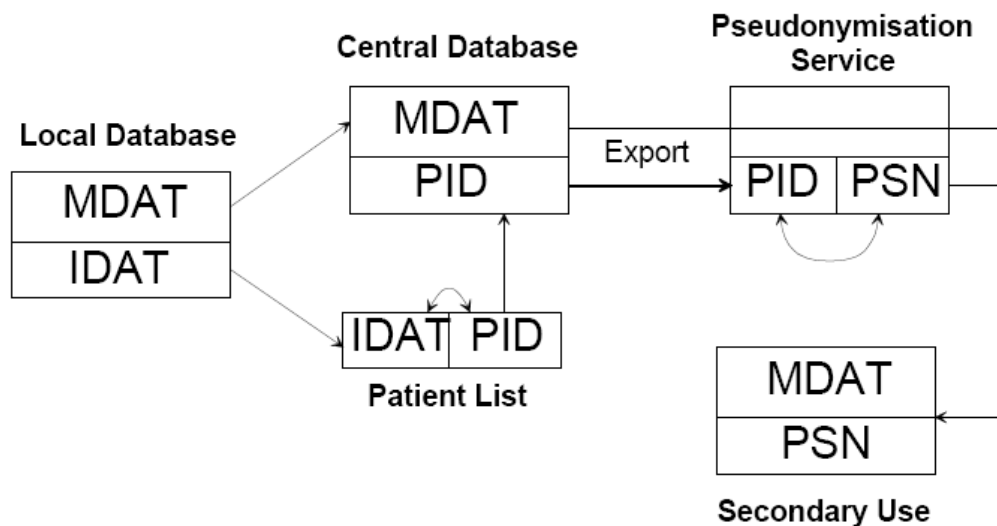 Local Database
MDAT
IDAT
Central Database
MDAT
PID
IDAT
PID
Patient List
Export
Pseudonymisation
Service
PID
PSN
MDAT
PSN
Secondary Use